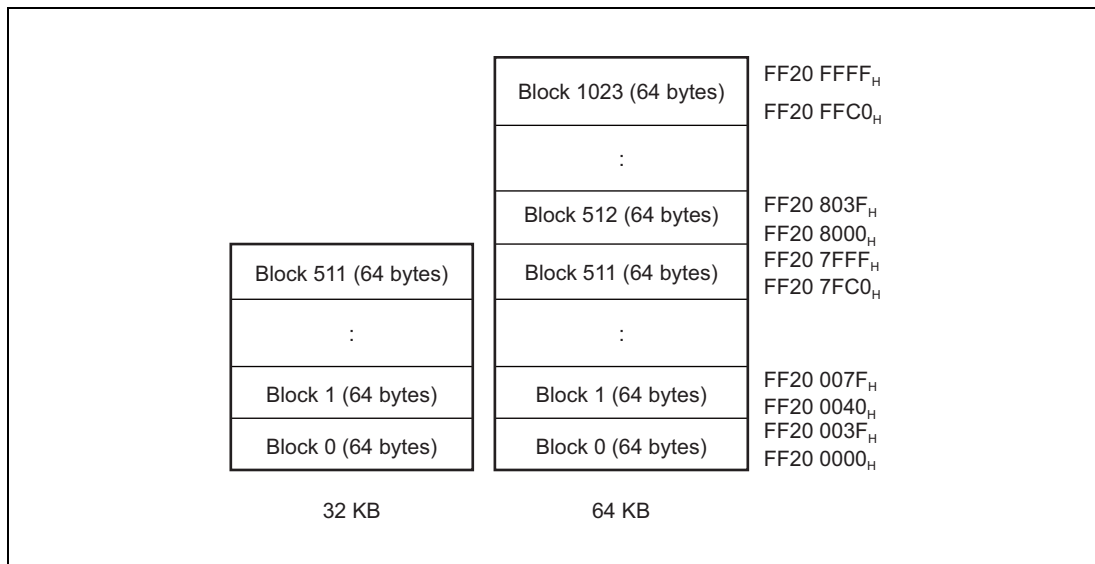 Block 1023 (64 bytes)
FF20 FFFFH
FF20 FFC0H
:
Block 512 (64 bytes)
FF20 803FH
FF20 8000H
Block 511 (64 bytes)
Block 511 (64 bytes)
FF20 7FFFH
FF20 7FC0H
:
:
Block 1 (64 bytes)
Block 1 (64 bytes)
FF20 007FH
FF20 0040H
Block 0 (64 bytes)
Block 0 (64 bytes)
FF20 003FH
FF20 0000H
32 KB
64 KB